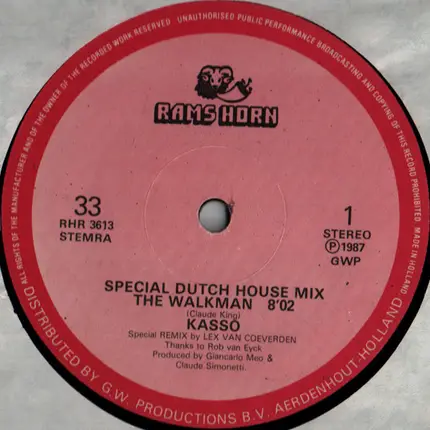 ALL RIGHTS OF THE MANUFACTURER AND OF THE OWNER OF THE RECORDED WORK RESERVED UNAUTHORISED PUBLIC PERFORMANCE BROADCASTING AND COPYING OF THIS RECORD PROHIBITED MADE IN HOLLAND
RAMS HORN
33
RHR 3613
STEMRA
1
STEREO
Ⓟ1987
GWP
SPECIAL DUTCH HOUSE MIX
THE WALKMAN 8'02
(Claude King)
KASSO
Special REMIX by LEX VAN COEVERDEN
Thanks to Rob van Eyck
Produced by Giancarlo Meo &
Claude Simonetti.
DISTRIBUTED BY G.W. PRODUCTIONS B.V. AERDENHOUT-HOLLAND